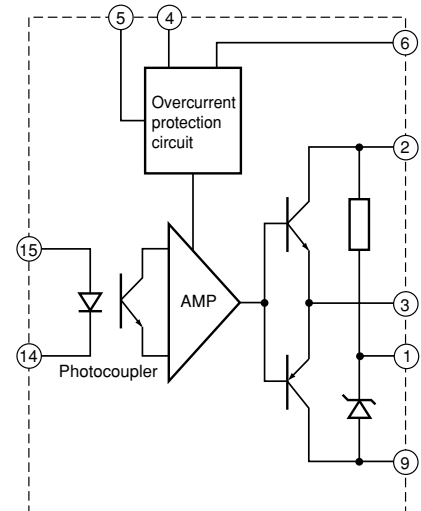 5
4
6
Overcurrent
protection
circuit
2
15
AMP
3
14
Photocoupler
1
9